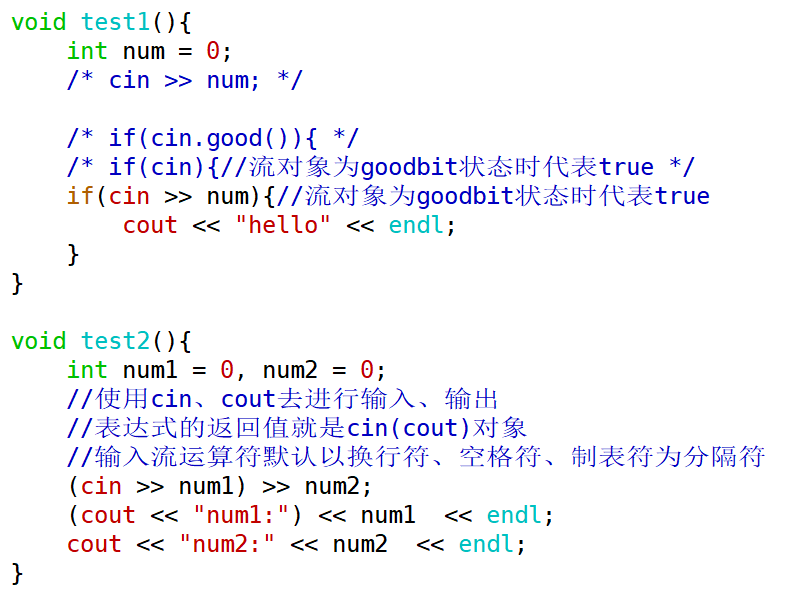 void test1(){
    int num = 0;
    /* cin >> num; */

    /* if(cin.good()){ */
    /* if(cin){//流对象为goodbit状态时代表true */
    if(cin >> num){//流对象为goodbit状态时代表true
        cout << "hello" << endl;
    }
}

void test2(){
    int num1 = 0, num2 = 0;
    //使用cin、cout去进行输入、输出
    //表达式的返回值就是cin(cout)对象
    //输入流运算符默认以换行符、空格符、制表符为分隔符
    (cin >> num1) >> num2;
    (cout << "num1:") << num1  << endl;
    cout << "num2:" << num2  << endl;
}